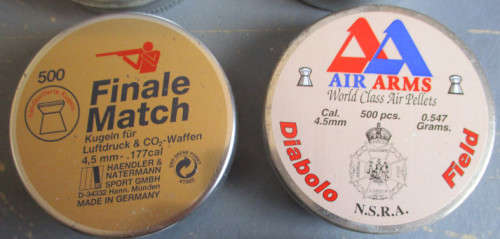 500
Finale
Match
Kugeln für
Luftdruck & CO₂-Waffen
4,5 mm - .177cal
HAENDLER &
NATERMANN
SPORT GMBH
D-34332 Hann. Munden
MADE IN GERMANY
AIR ARMS
World Class Air Pellets
Cal.
4.5mm
500 pcs.
0.547
Grams.
Diabolo
Field
N.S.R.A.